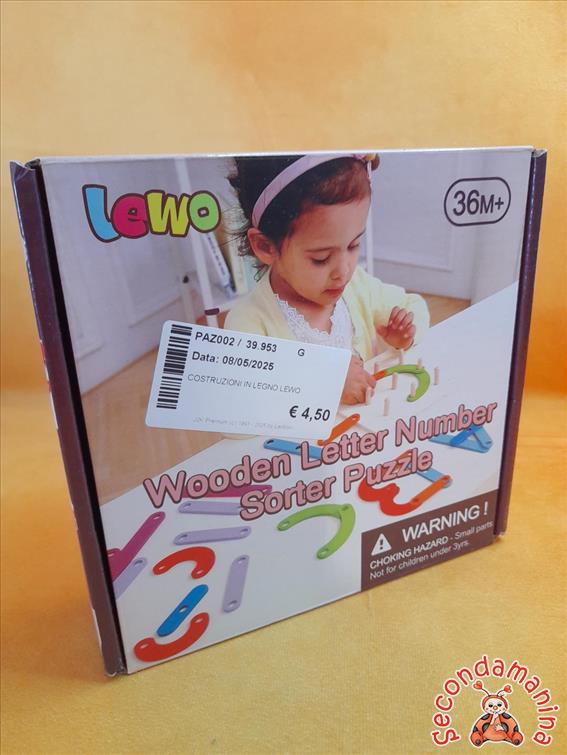 Lewo
36M+
PAZ002 / 39.953 G
Data: 08/05/2025
COSTRUZIONI IN LEGNO LEWO
€ 4,50
Wooden Letter Number
Sorter Puzzle
WARNING !
CHOKING HAZARD - Small parts
Not for children under 3yrs.
Secondamanina